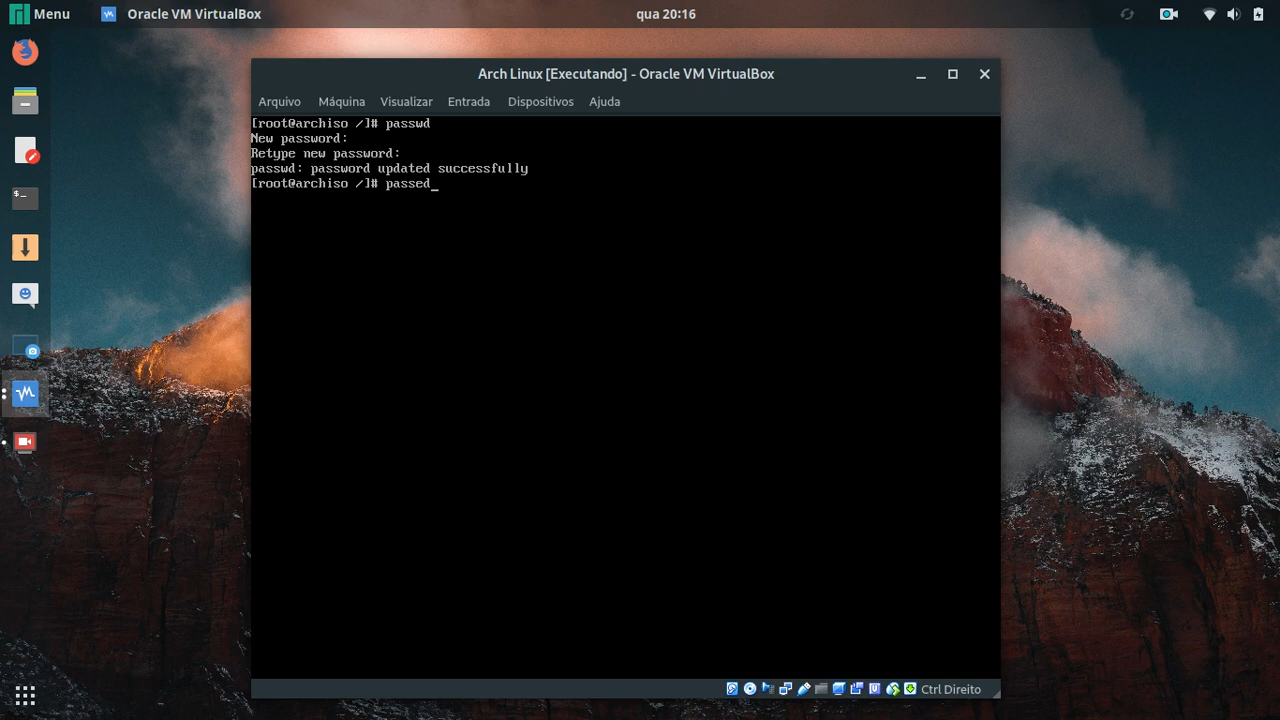 Menu
Oracle VM VirtualBox
qua 20:16
Arch Linux [Executando] - Oracle VM VirtualBox
Arquivo Máquina Visualizar Entrada Dispositivos Ajuda
[root@archiso /]# passwd
New password:
Retype new password:
passwd: password updated successfully
[root@archiso /]# passed_
$_
Ctrl Direito